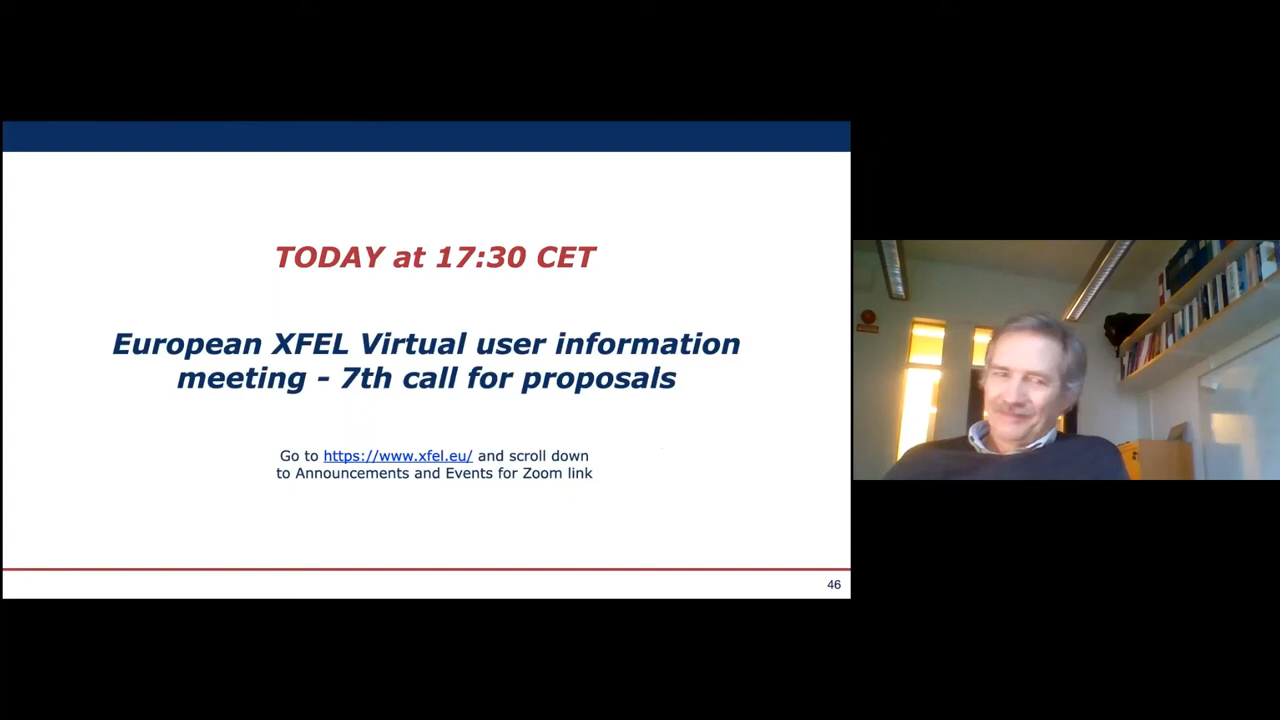 TODAY at 17:30 CET
European XFEL Virtual user information
meeting - 7th call for proposals
Go to https://www.xfel.eu/ and scroll down
to Announcements and Events for Zoom link
46